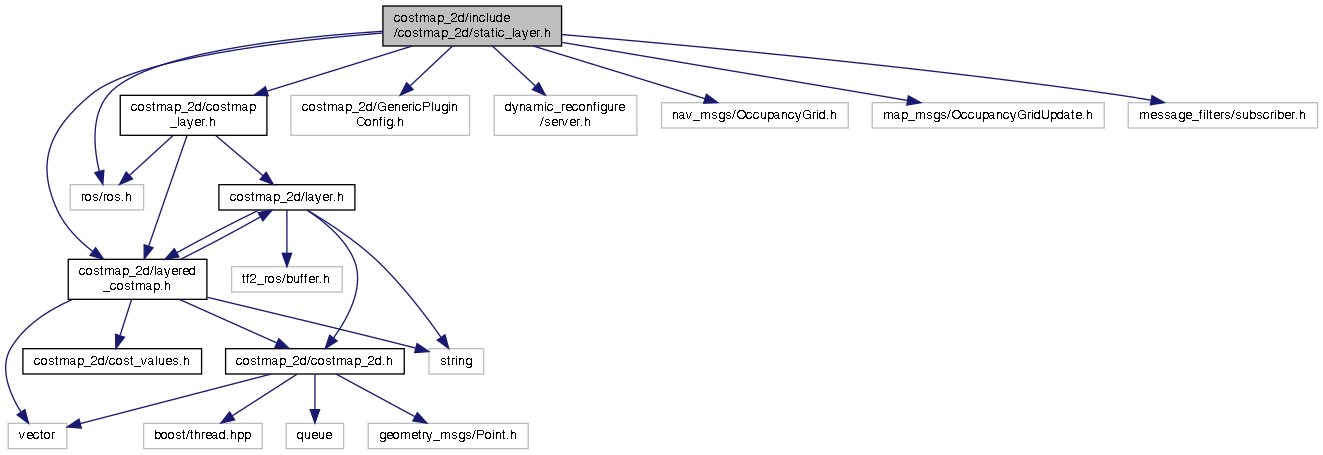 costmap_2d/include
/costmap_2d/static_layer.h
costmap_2d/costmap
_layer.h
costmap_2d/GenericPlugin
Config.h
dynamic_reconfigure
/server.h
nav_msgs/OccupancyGrid.h
map_msgs/OccupancyGridUpdate.h
message_filters/subscriber.h
ros/ros.h
costmap_2d/layer.h
costmap_2d/layered
_costmap.h
tf2_ros/buffer.h
costmap_2d/cost_values.h
costmap_2d/costmap_2d.h
string
vector
boost/thread.hpp
queue
geometry_msgs/Point.h